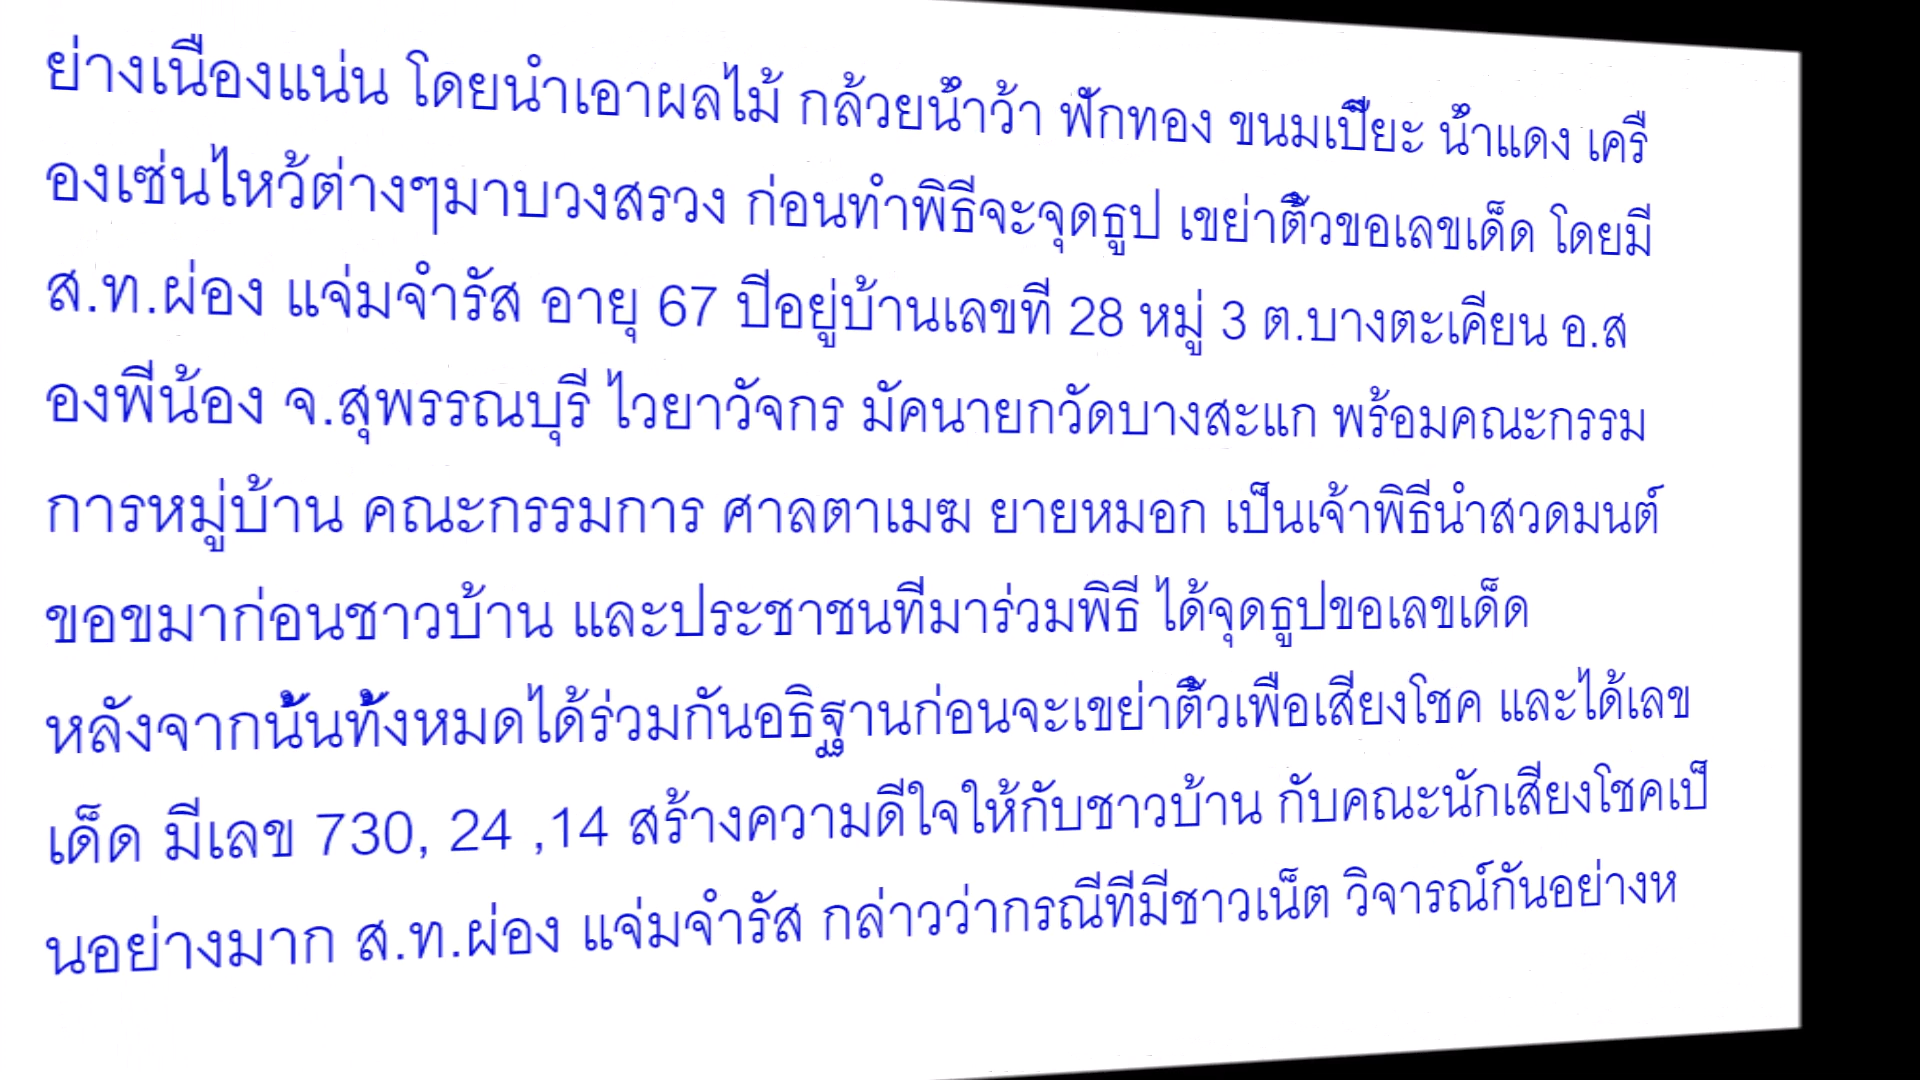 ย่างเนืองแน่น โดยนำเอาผลไม้ กล้วยน้ำว้า ฟักทอง ขนมเปี๊ยะ น้ำแดง เครื
องเซ่นไหว้ต่างๆมาบวงสรวง ก่อนทำพิธีจะจุดธูป เขย่าติ้วขอเลขเด็ด โดยมี
ส.ท.ผ่อง แจ่มจำรัส อายุ 67 ปีอยู่บ้านเลขที่ 28 หมู่ 3 ต.บางตะเคียน อ.ส
องพี่น้อง จ.สุพรรณบุรี ไวยาวัจกร มัคนายกวัดบางสะแก พร้อมคณะกรรม
การหมู่บ้าน คณะกรรมการ ศาลตาเมฆ ยายหมอก เป็นเจ้าพิธีนำสวดมนต์
ขอขมาก่อนชาวบ้าน และประชาชนที่มาร่วมพิธี ได้จุดธูปขอเลขเด็ด
หลังจากนั้นทั้งหมดได้ร่วมกันอธิฐานก่อนจะเขย่าติ้วเพื่อเสี่ยงโชค และได้เลข
เด็ด มีเลข 730, 24 ,14 สร้างความดีใจให้กับชาวบ้าน กับคณะนักเสี่ยงโชคเป็
นอย่างมาก ส.ท.ผ่อง แจ่มจำรัส กล่าวว่ากรณีที่มีชาวเน็ต วิจารณ์กันอย่างห